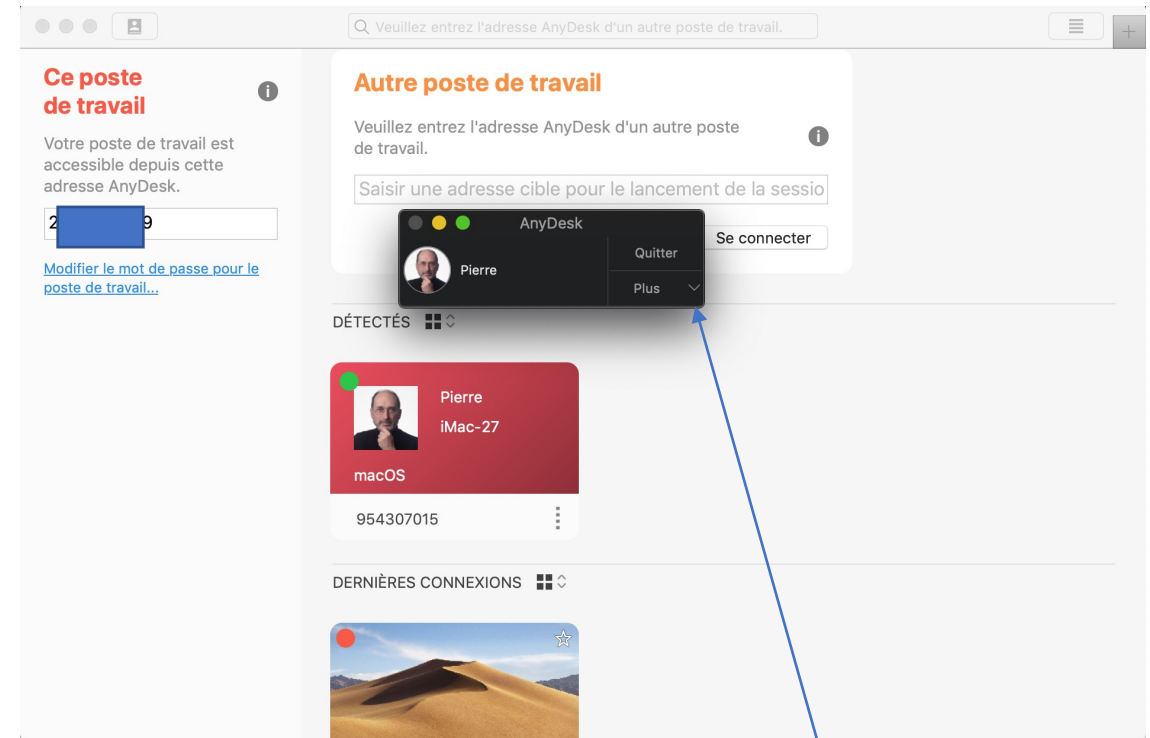 Veuillez entrez l'adresse AnyDesk d'un autre poste de travail.
Ce poste
de travail
Votre poste de travail est
accessible depuis cette
adresse AnyDesk.
2 9
Modifier le mot de passe pour le
poste de travail...
Autre poste de travail
Veuillez entrez l'adresse AnyDesk d'un autre poste
de travail.
Saisir une adresse cible pour le lancement de la sessio
Se connecter
AnyDesk
Pierre
Quitter
Plus
DÉTECTÉS
Pierre
iMac-27
macOS
954307015
DERNIÈRES CONNEXIONS